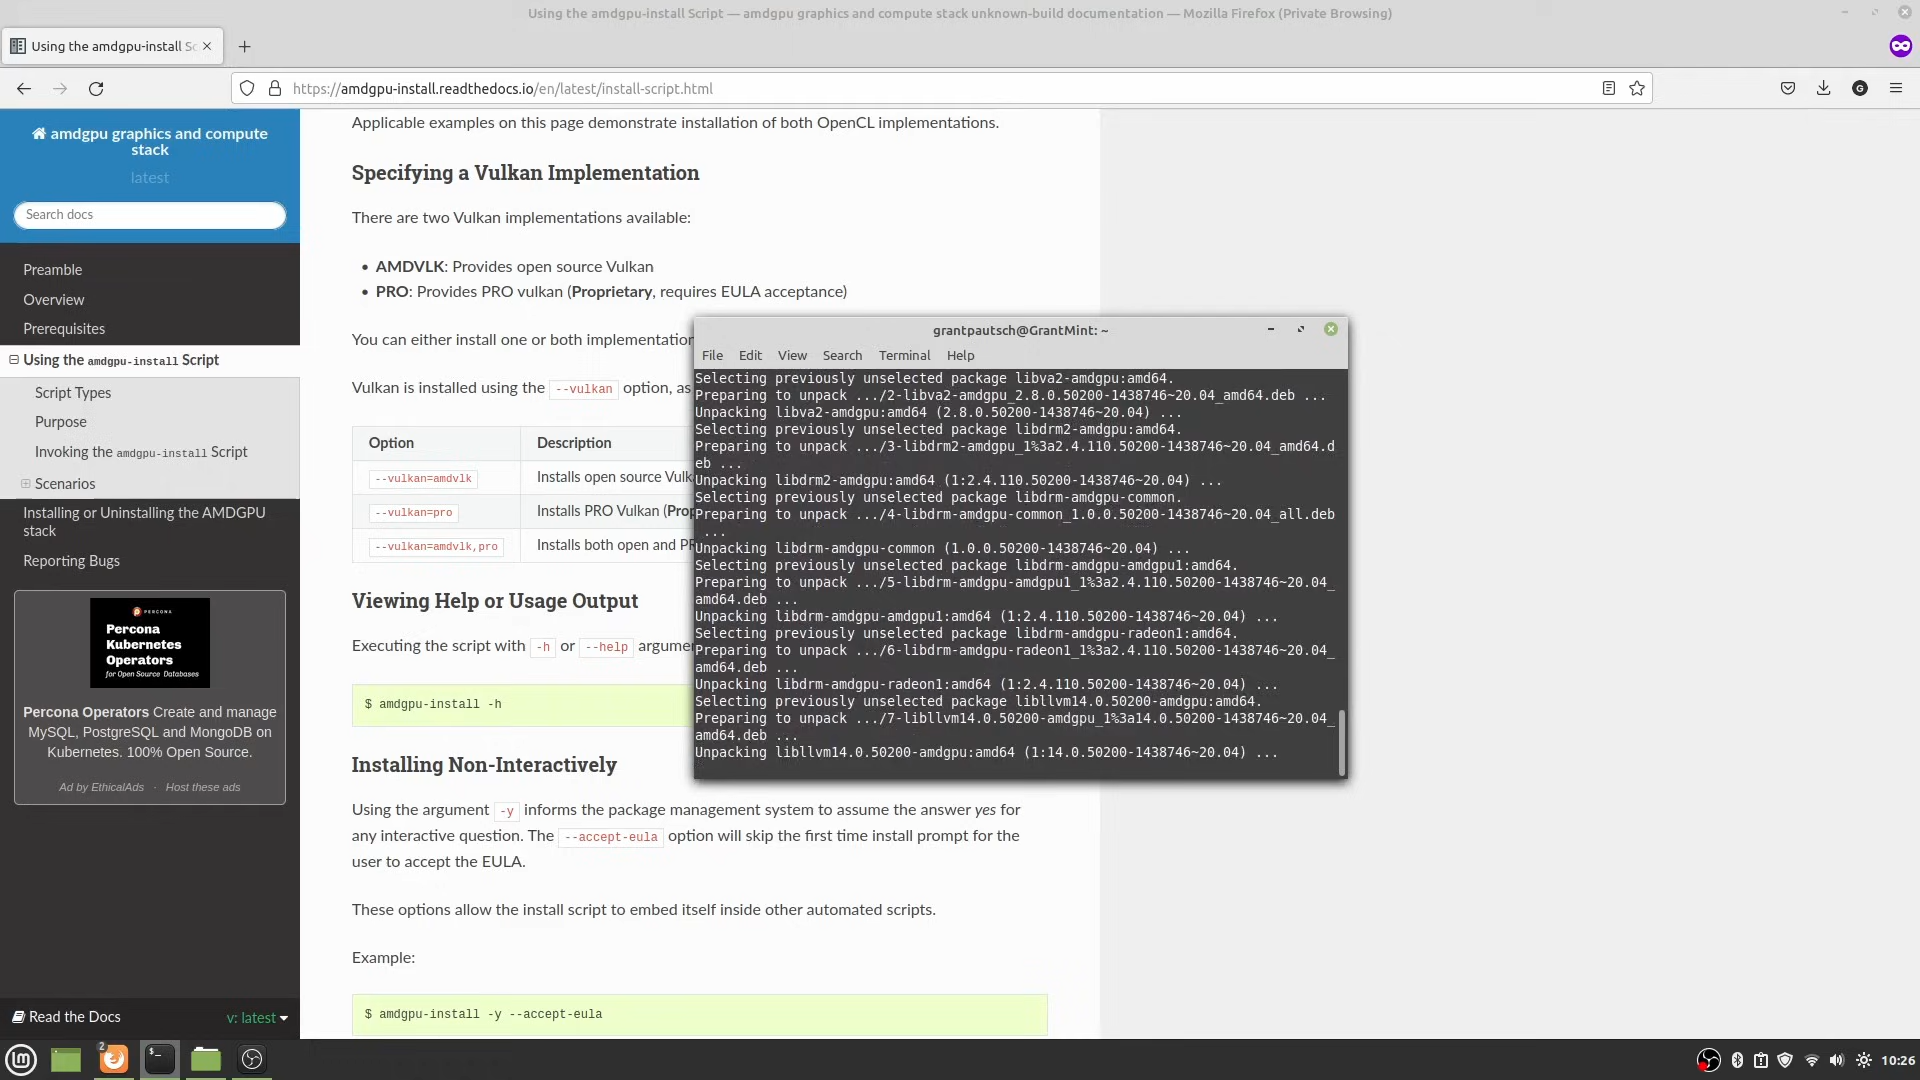 Using the amdgpu-install Script — amdgpu graphics and compute stack unknown-build documentation — Mozilla Firefox (Private Browsing)
Using the amdgpu-install Sc
https://amdgpu-install.readthedocs.io/en/latest/install-script.html
G
amdgpu graphics and compute
stack
latest
Search docs
Preamble
Overview
Prerequisites
Using the amdgpu-install Script
Script Types
Purpose
Invoking the amdgpu-install Script
Scenarios
Installing or Uninstalling the AMDGPU
stack
Reporting Bugs
PERCONA
Percona
Kubernetes
Operators
for Open Source Databases
Percona Operators Create and manage
MySQL, PostgreSQL and MongoDB on
Kubernetes. 100% Open Source.
Ad by EthicalAds · Host these ads
Read the Docs
v: latest
Applicable examples on this page demonstrate installation of both OpenCL implementations.
Specifying a Vulkan Implementation
There are two Vulkan implementations available:
• AMDVLK: Provides open source Vulkan
• PRO: Provides PRO vulkan (Proprietary, requires EULA acceptance)
You can either install one or both implementation
Vulkan is installed using the --vulkan option, as
Option Description
--vulkan=amdvlk Installs open source Vulk
--vulkan=pro Installs PRO Vulkan (Prop
--vulkan=amdvlk,pro Installs both open and PR
Viewing Help or Usage Output
Executing the script with -h or --help argumen
$ amdgpu-install -h
Installing Non-Interactively
Using the argument -y informs the package management system to assume the answer yes for
any interactive question. The --accept-eula option will skip the first time install prompt for the
user to accept the EULA.
These options allow the install script to embed itself inside other automated scripts.
Example:
$ amdgpu-install -y --accept-eula
grantpautsch@GrantMint: ~
File Edit View Search Terminal Help
Selecting previously unselected package libva2-amdgpu:amd64.
Preparing to unpack .../2-libva2-amdgpu_2.8.0.50200-1438746~20.04_amd64.deb ...
Unpacking libva2-amdgpu:amd64 (2.8.0.50200-1438746~20.04) ...
Selecting previously unselected package libdrm2-amdgpu:amd64.
Preparing to unpack .../3-libdrm2-amdgpu_1%3a2.4.110.50200-1438746~20.04_amd64.d
eb ...
Unpacking libdrm2-amdgpu:amd64 (1:2.4.110.50200-1438746~20.04) ...
Selecting previously unselected package libdrm-amdgpu-common.
Preparing to unpack .../4-libdrm-amdgpu-common_1.0.0.50200-1438746~20.04_all.deb
...
Unpacking libdrm-amdgpu-common (1.0.0.50200-1438746~20.04) ...
Selecting previously unselected package libdrm-amdgpu-amdgpu1:amd64.
Preparing to unpack .../5-libdrm-amdgpu-amdgpu1_1%3a2.4.110.50200-1438746~20.04_
amd64.deb ...
Unpacking libdrm-amdgpu-amdgpu1:amd64 (1:2.4.110.50200-1438746~20.04) ...
Selecting previously unselected package libdrm-amdgpu-radeon1:amd64.
Preparing to unpack .../6-libdrm-amdgpu-radeon1_1%3a2.4.110.50200-1438746~20.04_
amd64.deb ...
Unpacking libdrm-amdgpu-radeon1:amd64 (1:2.4.110.50200-1438746~20.04) ...
Selecting previously unselected package libllvm14.0.50200-amdgpu:amd64.
Preparing to unpack .../7-libllvm14.0.50200-amdgpu_1%3a14.0.50200-1438746~20.04_
amd64.deb ...
Unpacking libllvm14.0.50200-amdgpu:amd64 (1:14.0.50200-1438746~20.04) ...
2
$_
10:26